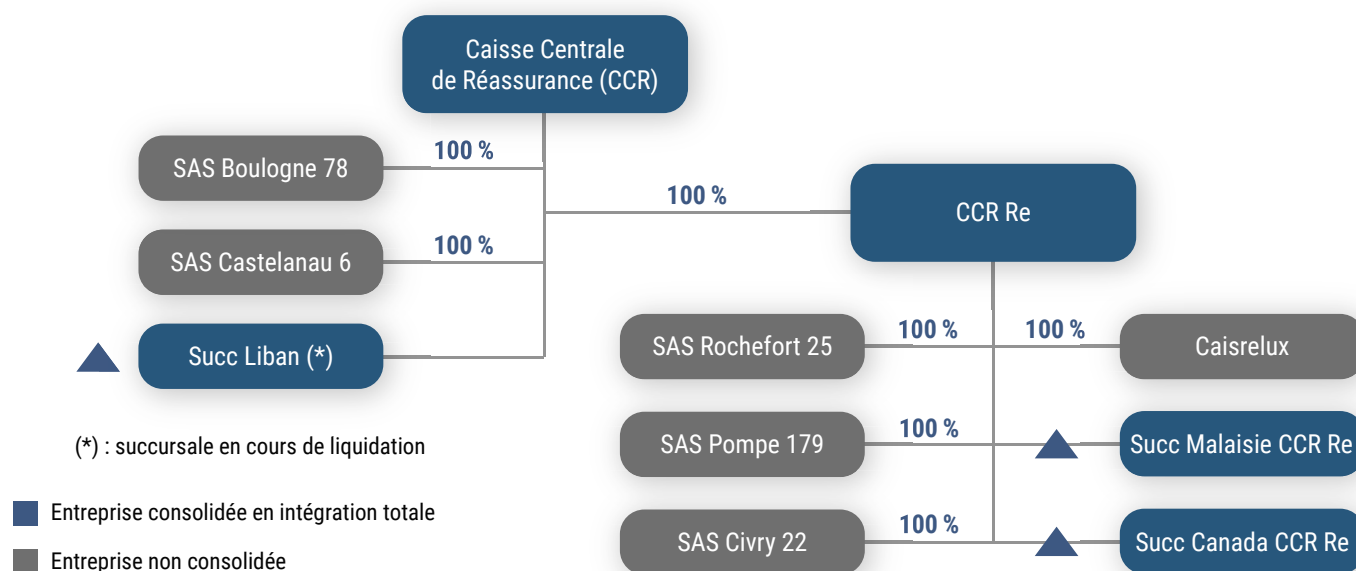 Caisse Centrale
de Réassurance (CCR)
100 %
SAS Boulogne 78
100 %
CCR Re
100 %
SAS Castelanau 6
100 %
100 %
SAS Rochefort 25
Caisrelux
Succ Liban (*)
(*) : succursale en cours de liquidation
100 %
SAS Pompe 179
Succ Malaisie CCR Re
Entreprise consolidée en intégration totale
100 %
SAS Civry 22
Succ Canada CCR Re
Entreprise non consolidée